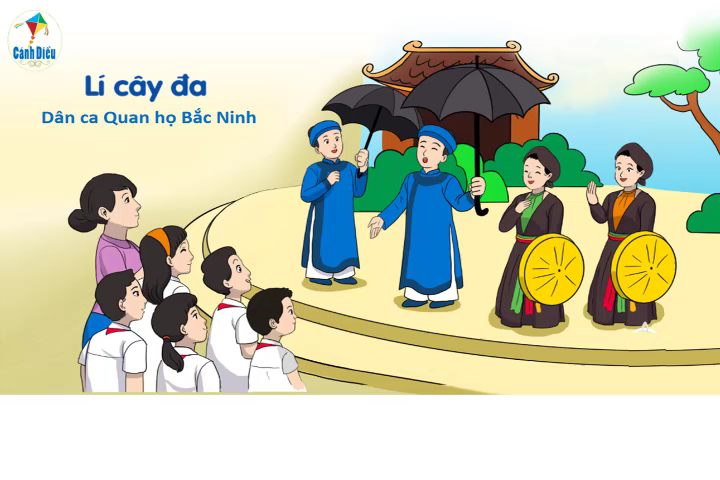 Cánh Diều
Lí cây đa
Dân ca Quan họ Bắc Ninh